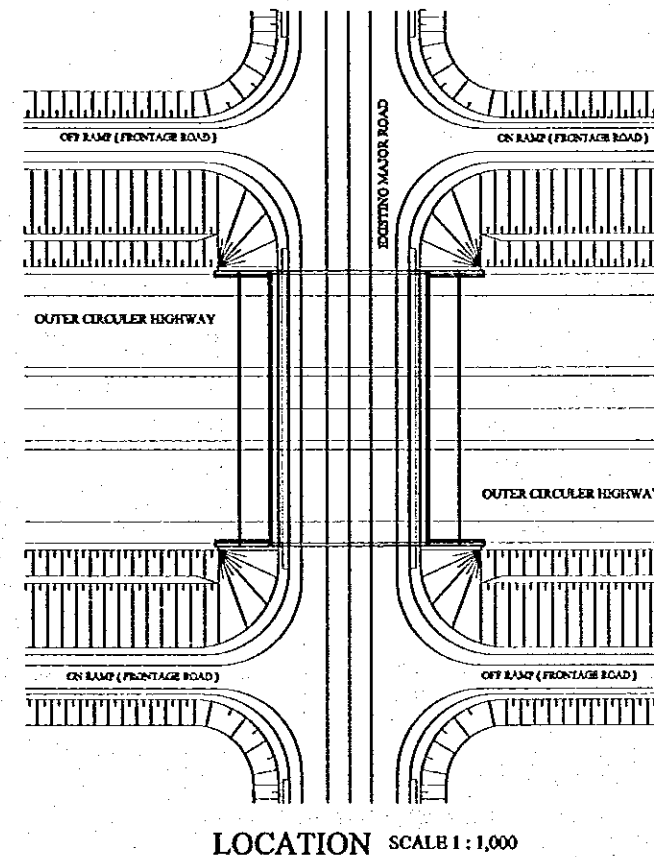 EXISTING MAJOR ROAD
OFF RAMP ( FRONTAGE ROAD )
ON RAMP ( FRONTAGE ROAD )
OUTER CIRCULER HIGHWAY
OUTER CIRCULER HIGHWAY
ON RAMP ( FRONTAGE ROAD )
OFF RAMP ( FRONTAGE ROAD )
LOCATION SCALE 1 : 1,000